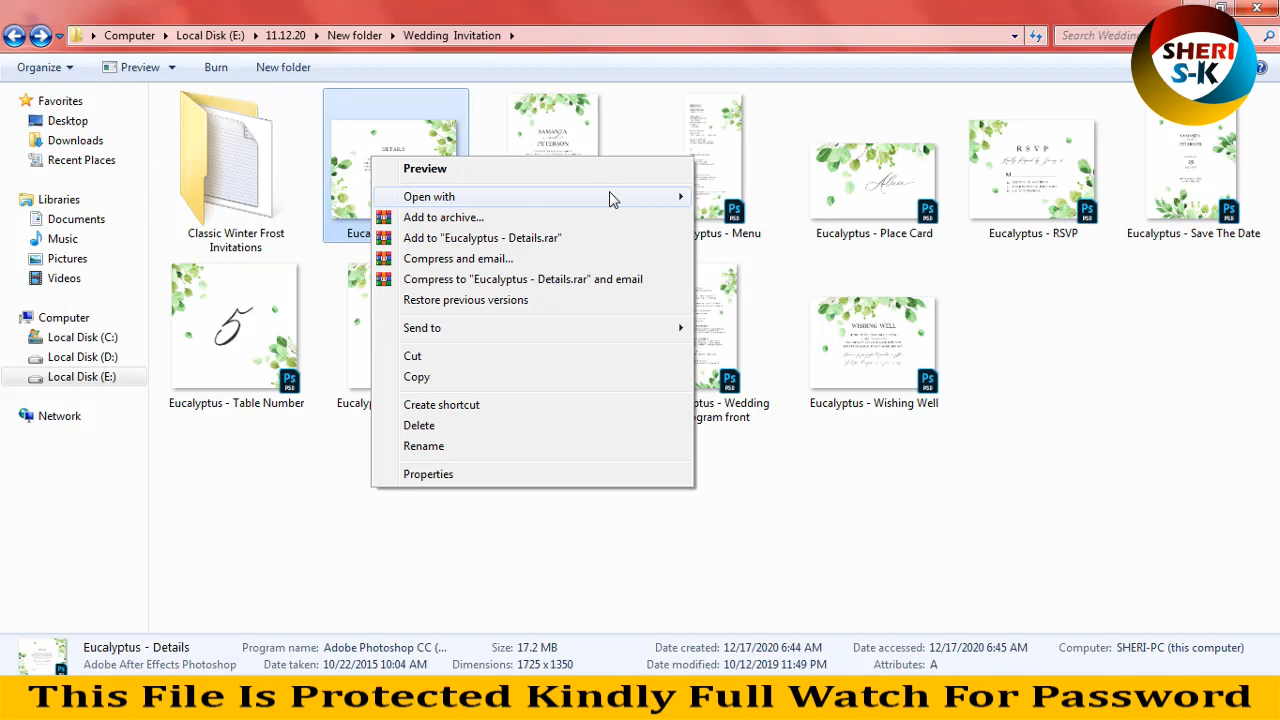 Computer
Local Disk (E:)
11.12.20
New folder
Wedding Invitation
Search Wedding
SHERI
S-K
Organize
Preview
Burn
New folder
Favorites
Desktop
Downloads
Recent Places
Libraries
Documents
Music
Pictures
Videos
Computer
Local Disk (C:)
Local Disk (D:)
Local Disk (E:)
Network
Classic Winter Frost
Invitations
DETAILS
SAMANTA
PETERSON
Eucalyptus - Place Card
RSVP
Eucalyptus - RSVP
Eucalyptus - Save The Date
Menu
5
Eucalyptus - Table Number
Wedding
WISHING WELL
Eucalyptus - Wishing Well
Preview
Open with
Add to archive...
Add to "Eucalyptus - Details.rar"
Compress and email...
Compress to "Eucalyptus - Details.rar" and email
Restore previous versions
Send to
Cut
Copy
Create shortcut
Delete
Rename
Properties
Eucalyptus - Details
Adobe After Effects Photoshop
Program name: Adobe Photoshop CC (...
Date taken: 10/22/2015 10:04 AM
Size: 17.2 MB
Dimensions: 1725 x 1350
Date created: 12/17/2020 6:44 AM
Date modified: 10/12/2019 11:49 PM
Date accessed: 12/17/2020 6:45 AM
Attributes: A
Computer: SHERI-PC (this computer)
This File Is Protected Kindly Full Watch For Password